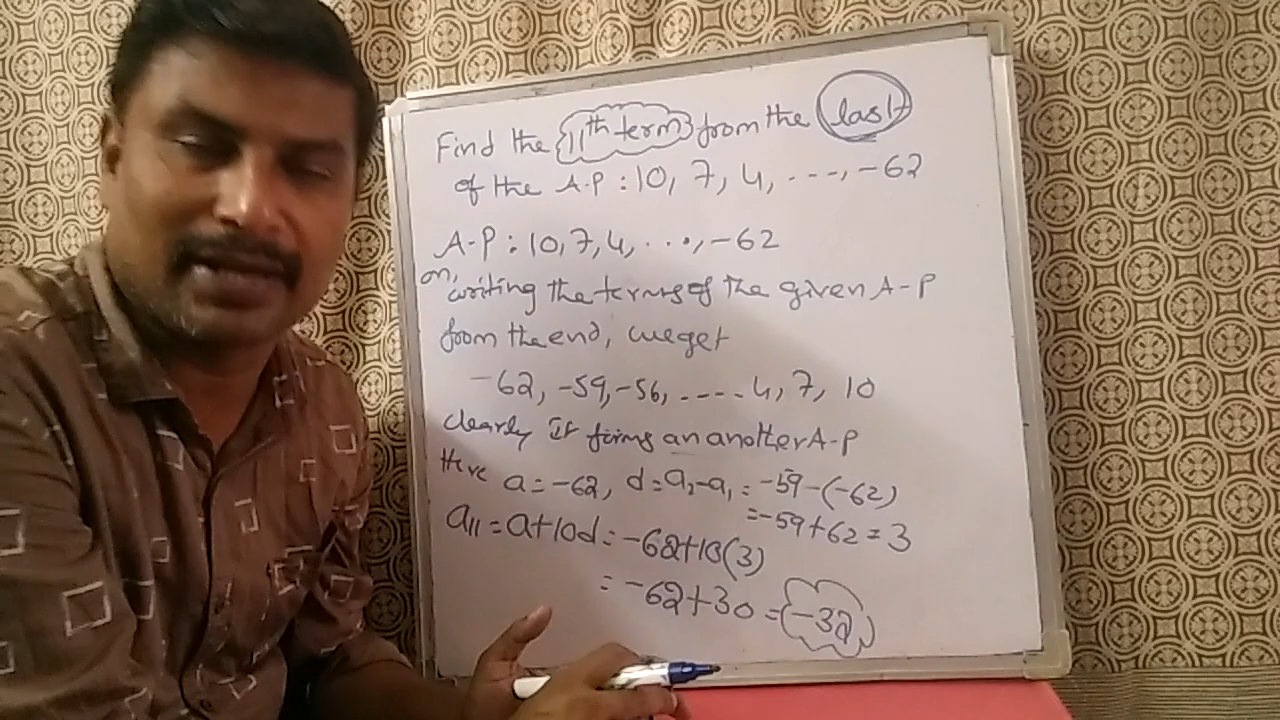 Find the 11th term from the last
of the A.P : 10, 7, 4, ----, -62
A-P : 10, 7, 4, ...., -62
on, writing the terms of the given A-P
from the end, we get
-62, -59, -56, ..... 4, 7, 10
clearly It forms an another A-P
Here a = -62, d = a₂-a₁ = -59-(-62)
= -59+62 = 3
a₁₁ = a+10d = -62+10(3)
= -62+30 = -32